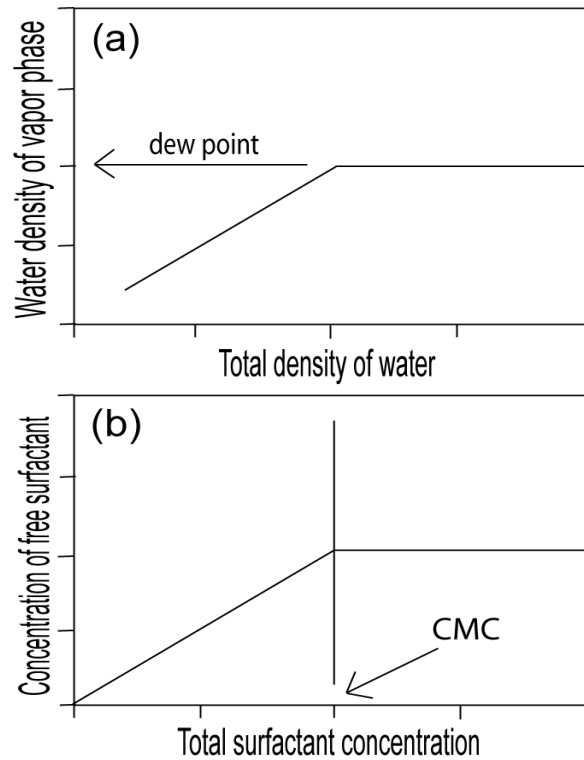 (a)
Water density of vapor phase
dew point
Total density of water
(b)
Concentration of free surfactant
CMC
Total surfactant concentration